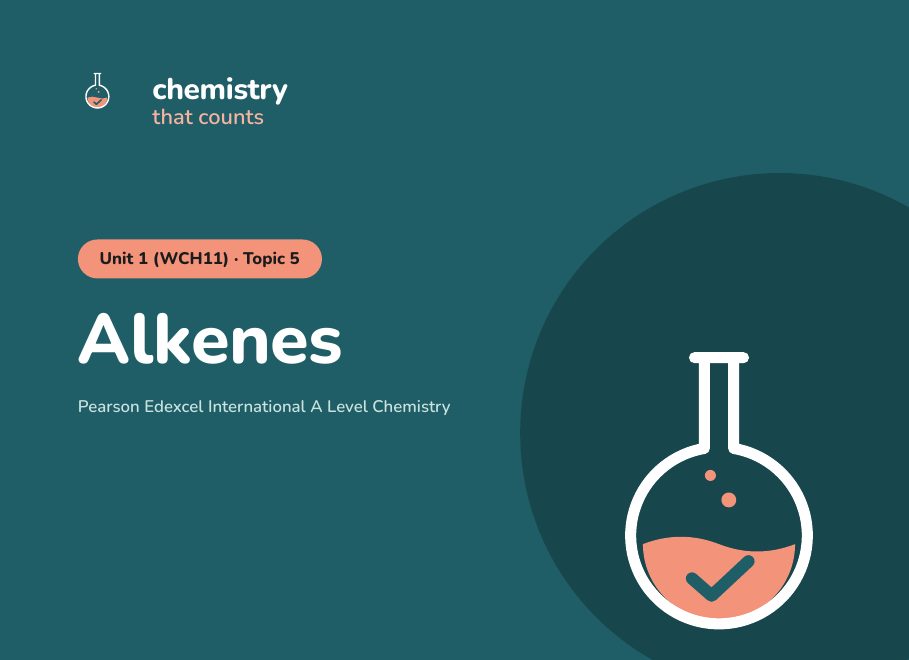 chemistry
that counts
Unit 1 (WCH11) · Topic 5
Alkenes
Pearson Edexcel International A Level Chemistry